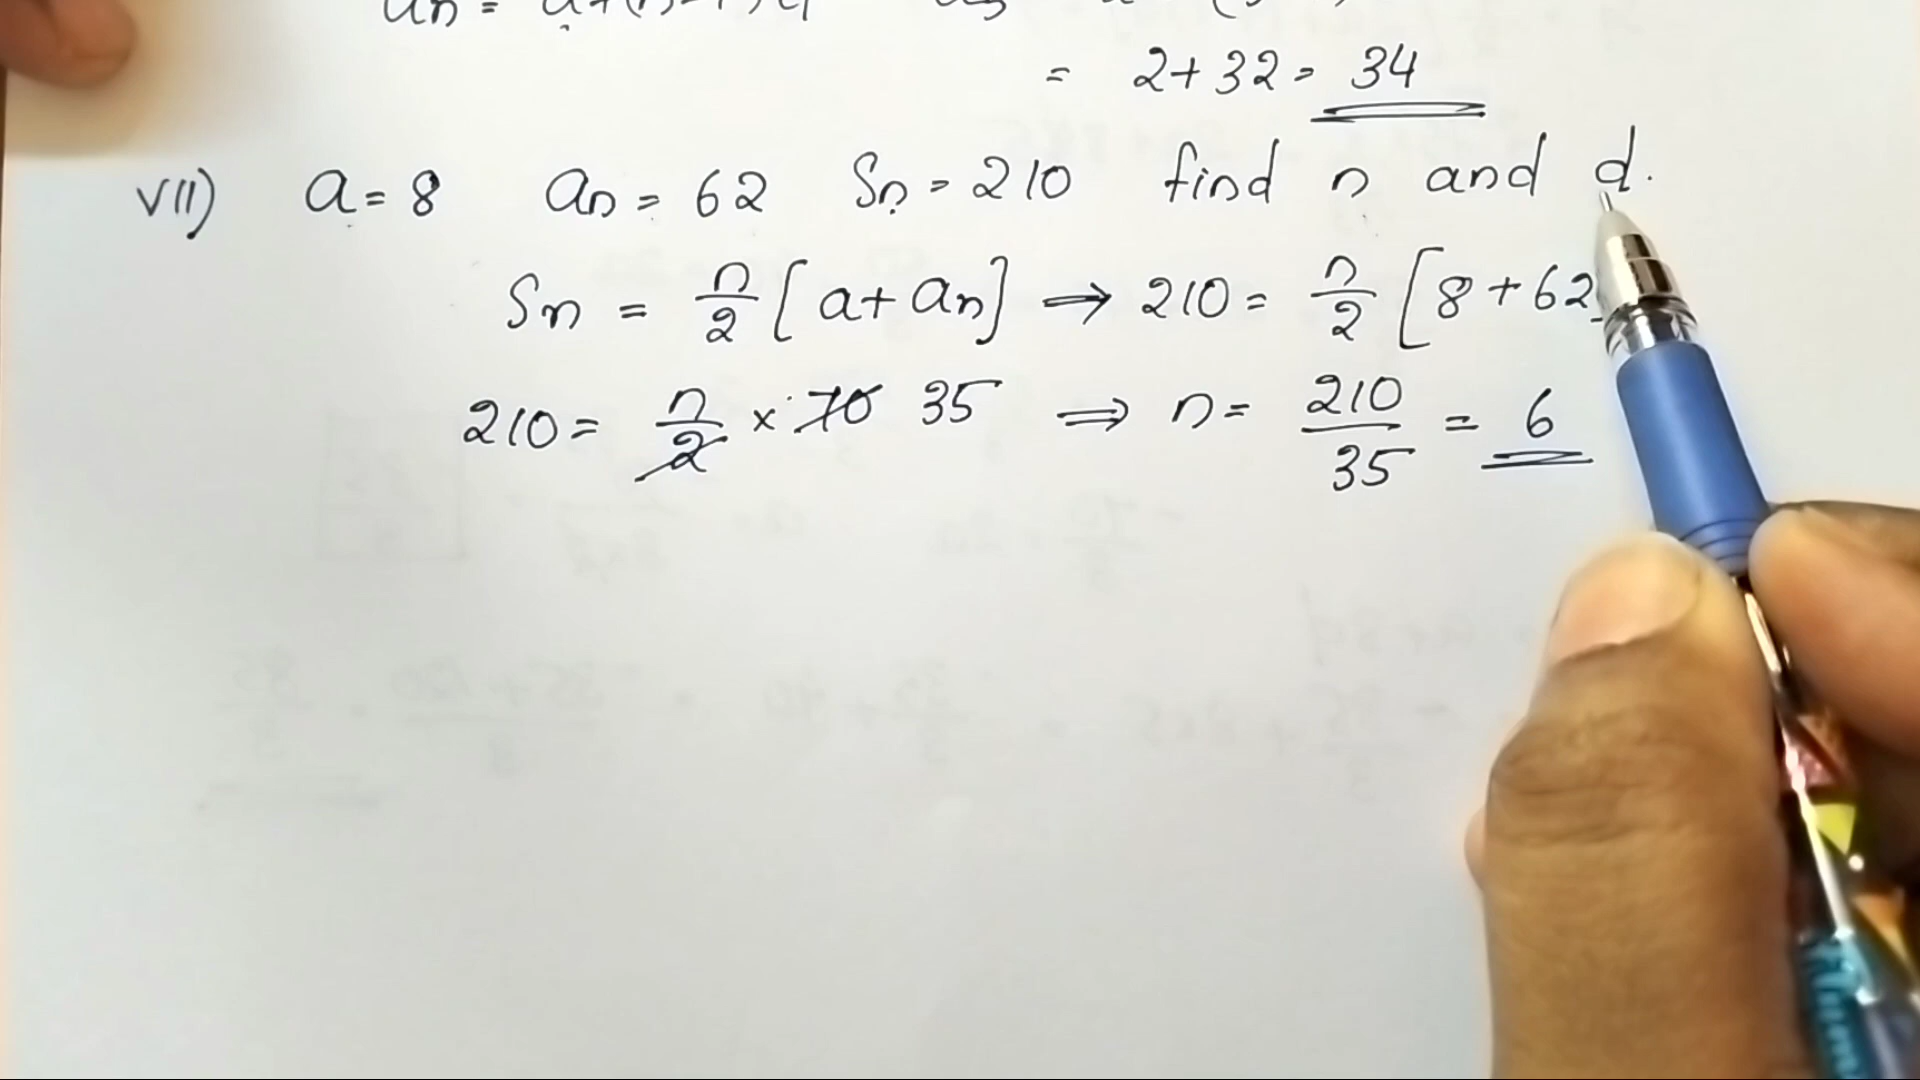 = 2+32 = 34
VII) a = 8 an = 62 Sn = 210 find n and d.
Sn = n/2 [a + an] ⇒ 210 = n/2 [8 + 62
210 = n/2 × 70 35 ⇒ n = 210/35 = 6